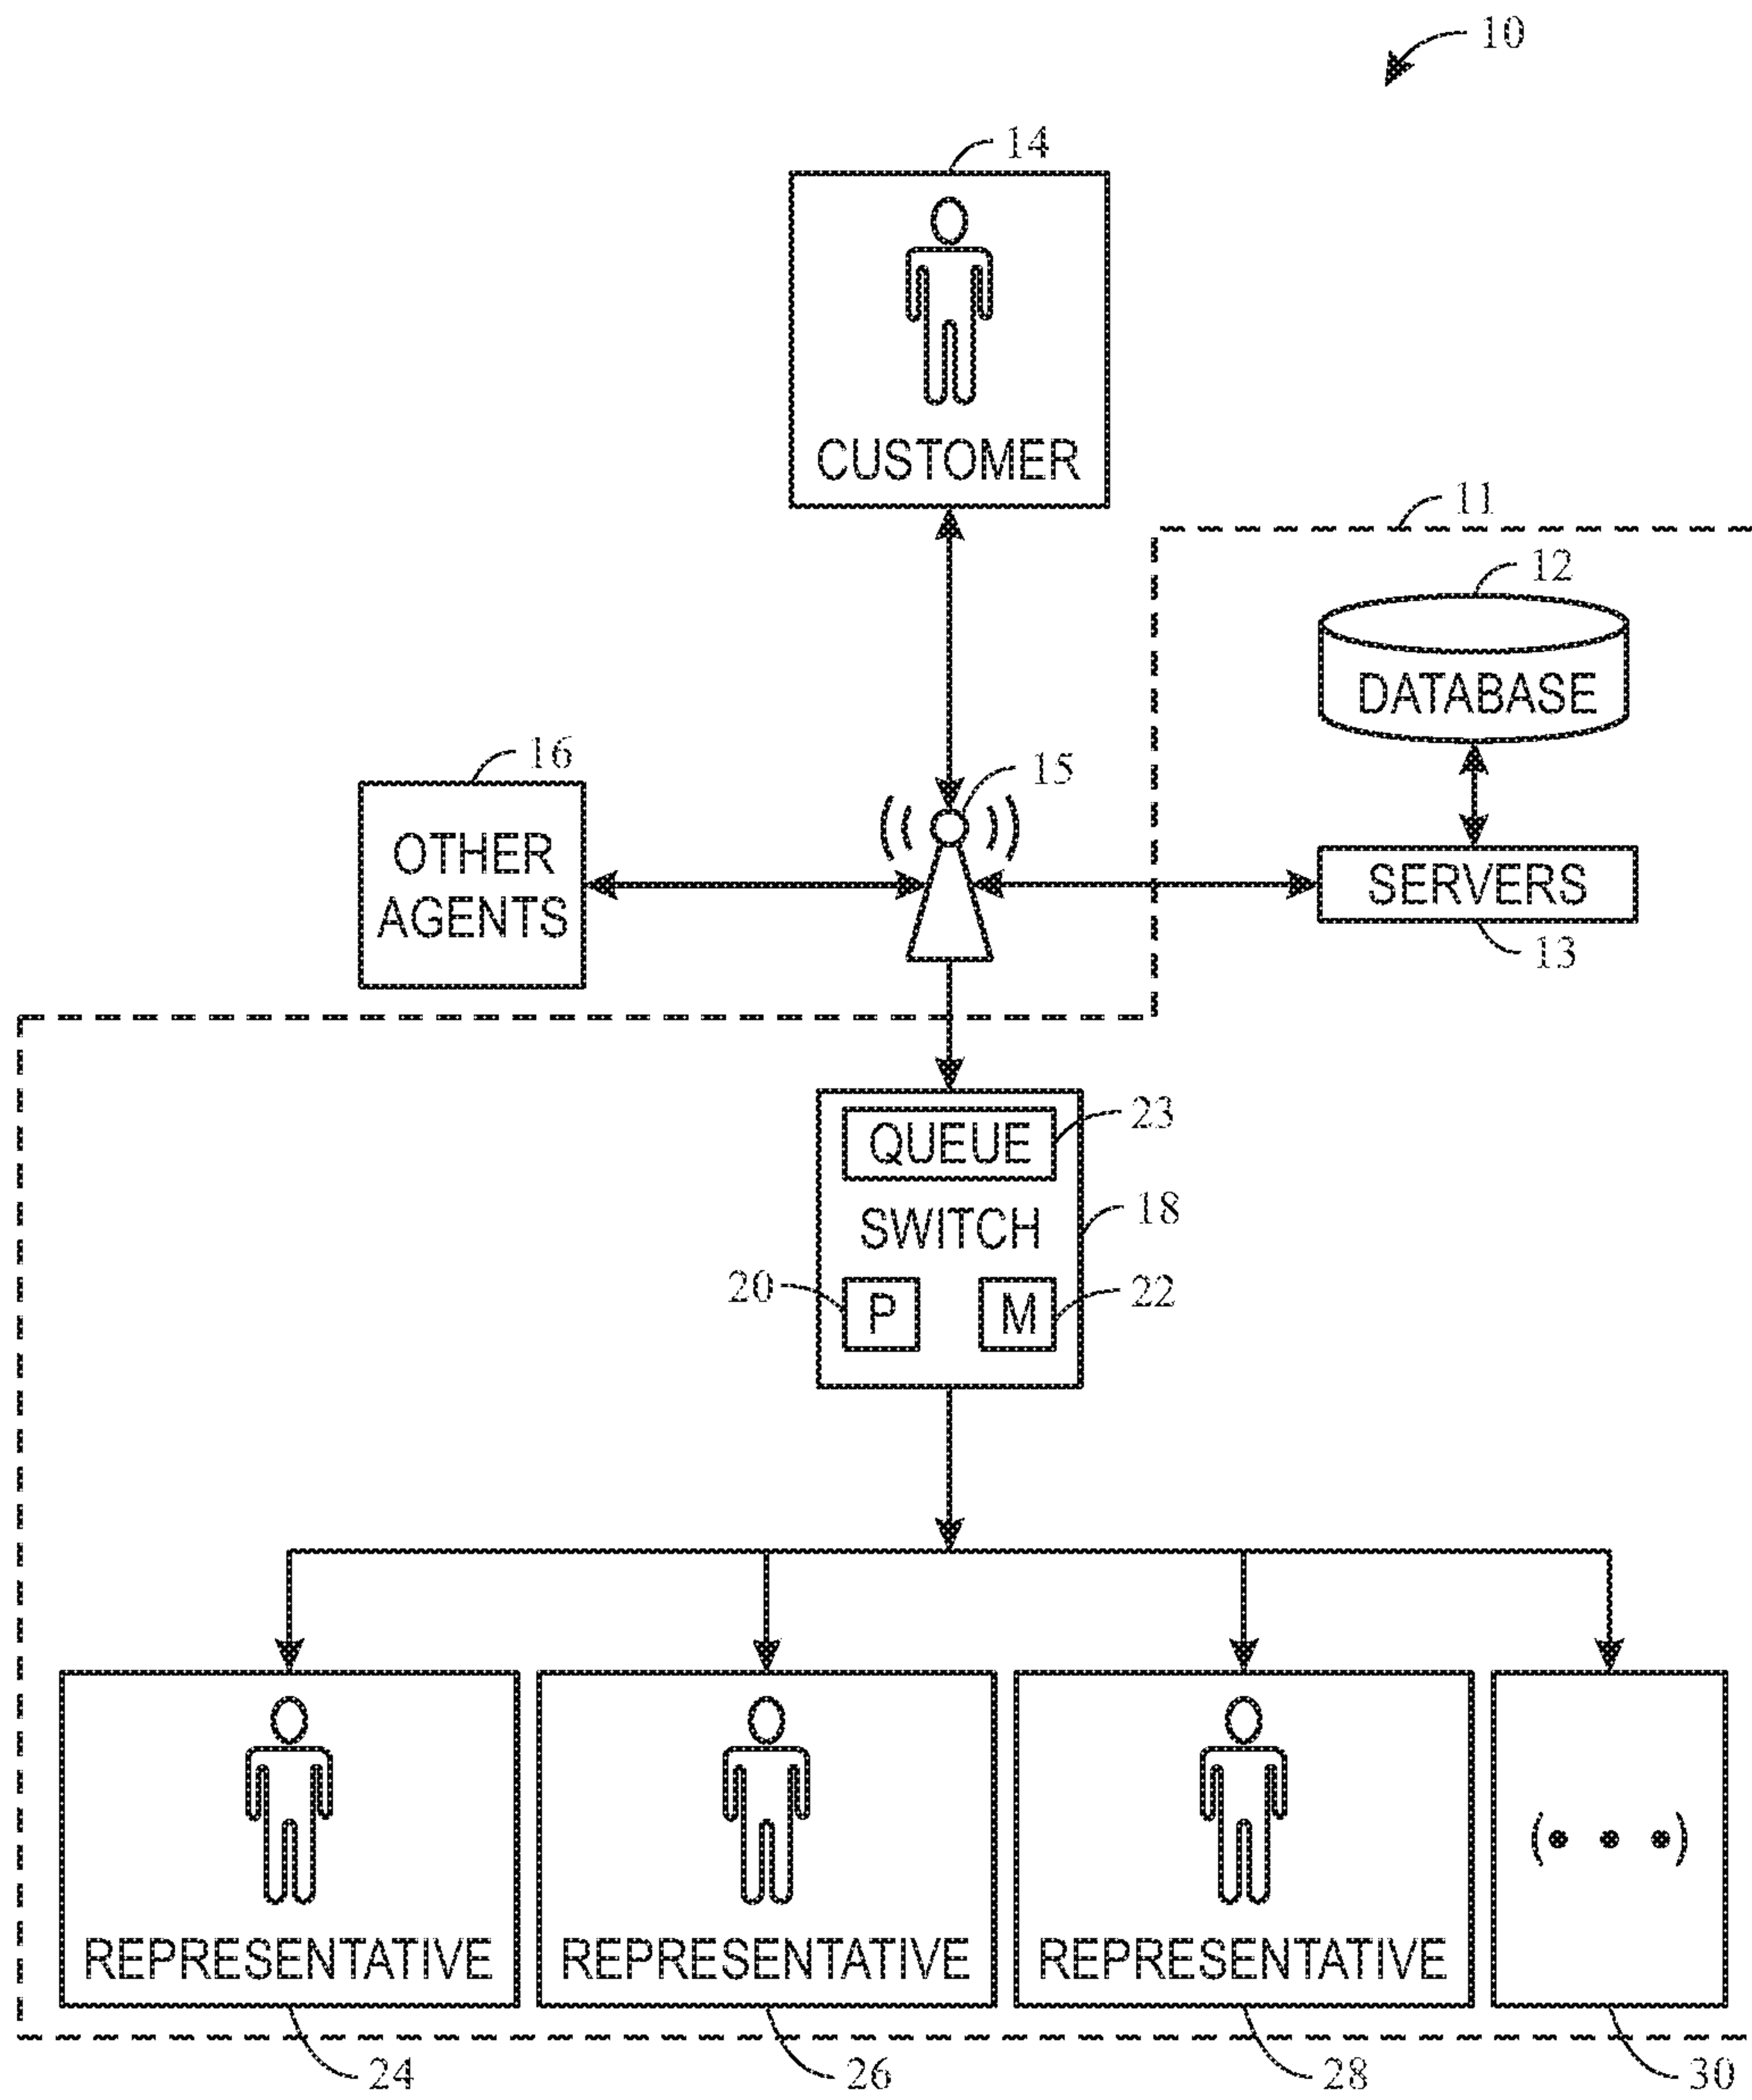 10
14
CUSTOMER
11
12
DATABASE
16
15
OTHER
AGENTS
SERVERS
13
QUEUE
23
SWITCH
18
20
P
M
22
(• • •)
REPRESENTATIVE
REPRESENTATIVE
REPRESENTATIVE
24
26
28
30